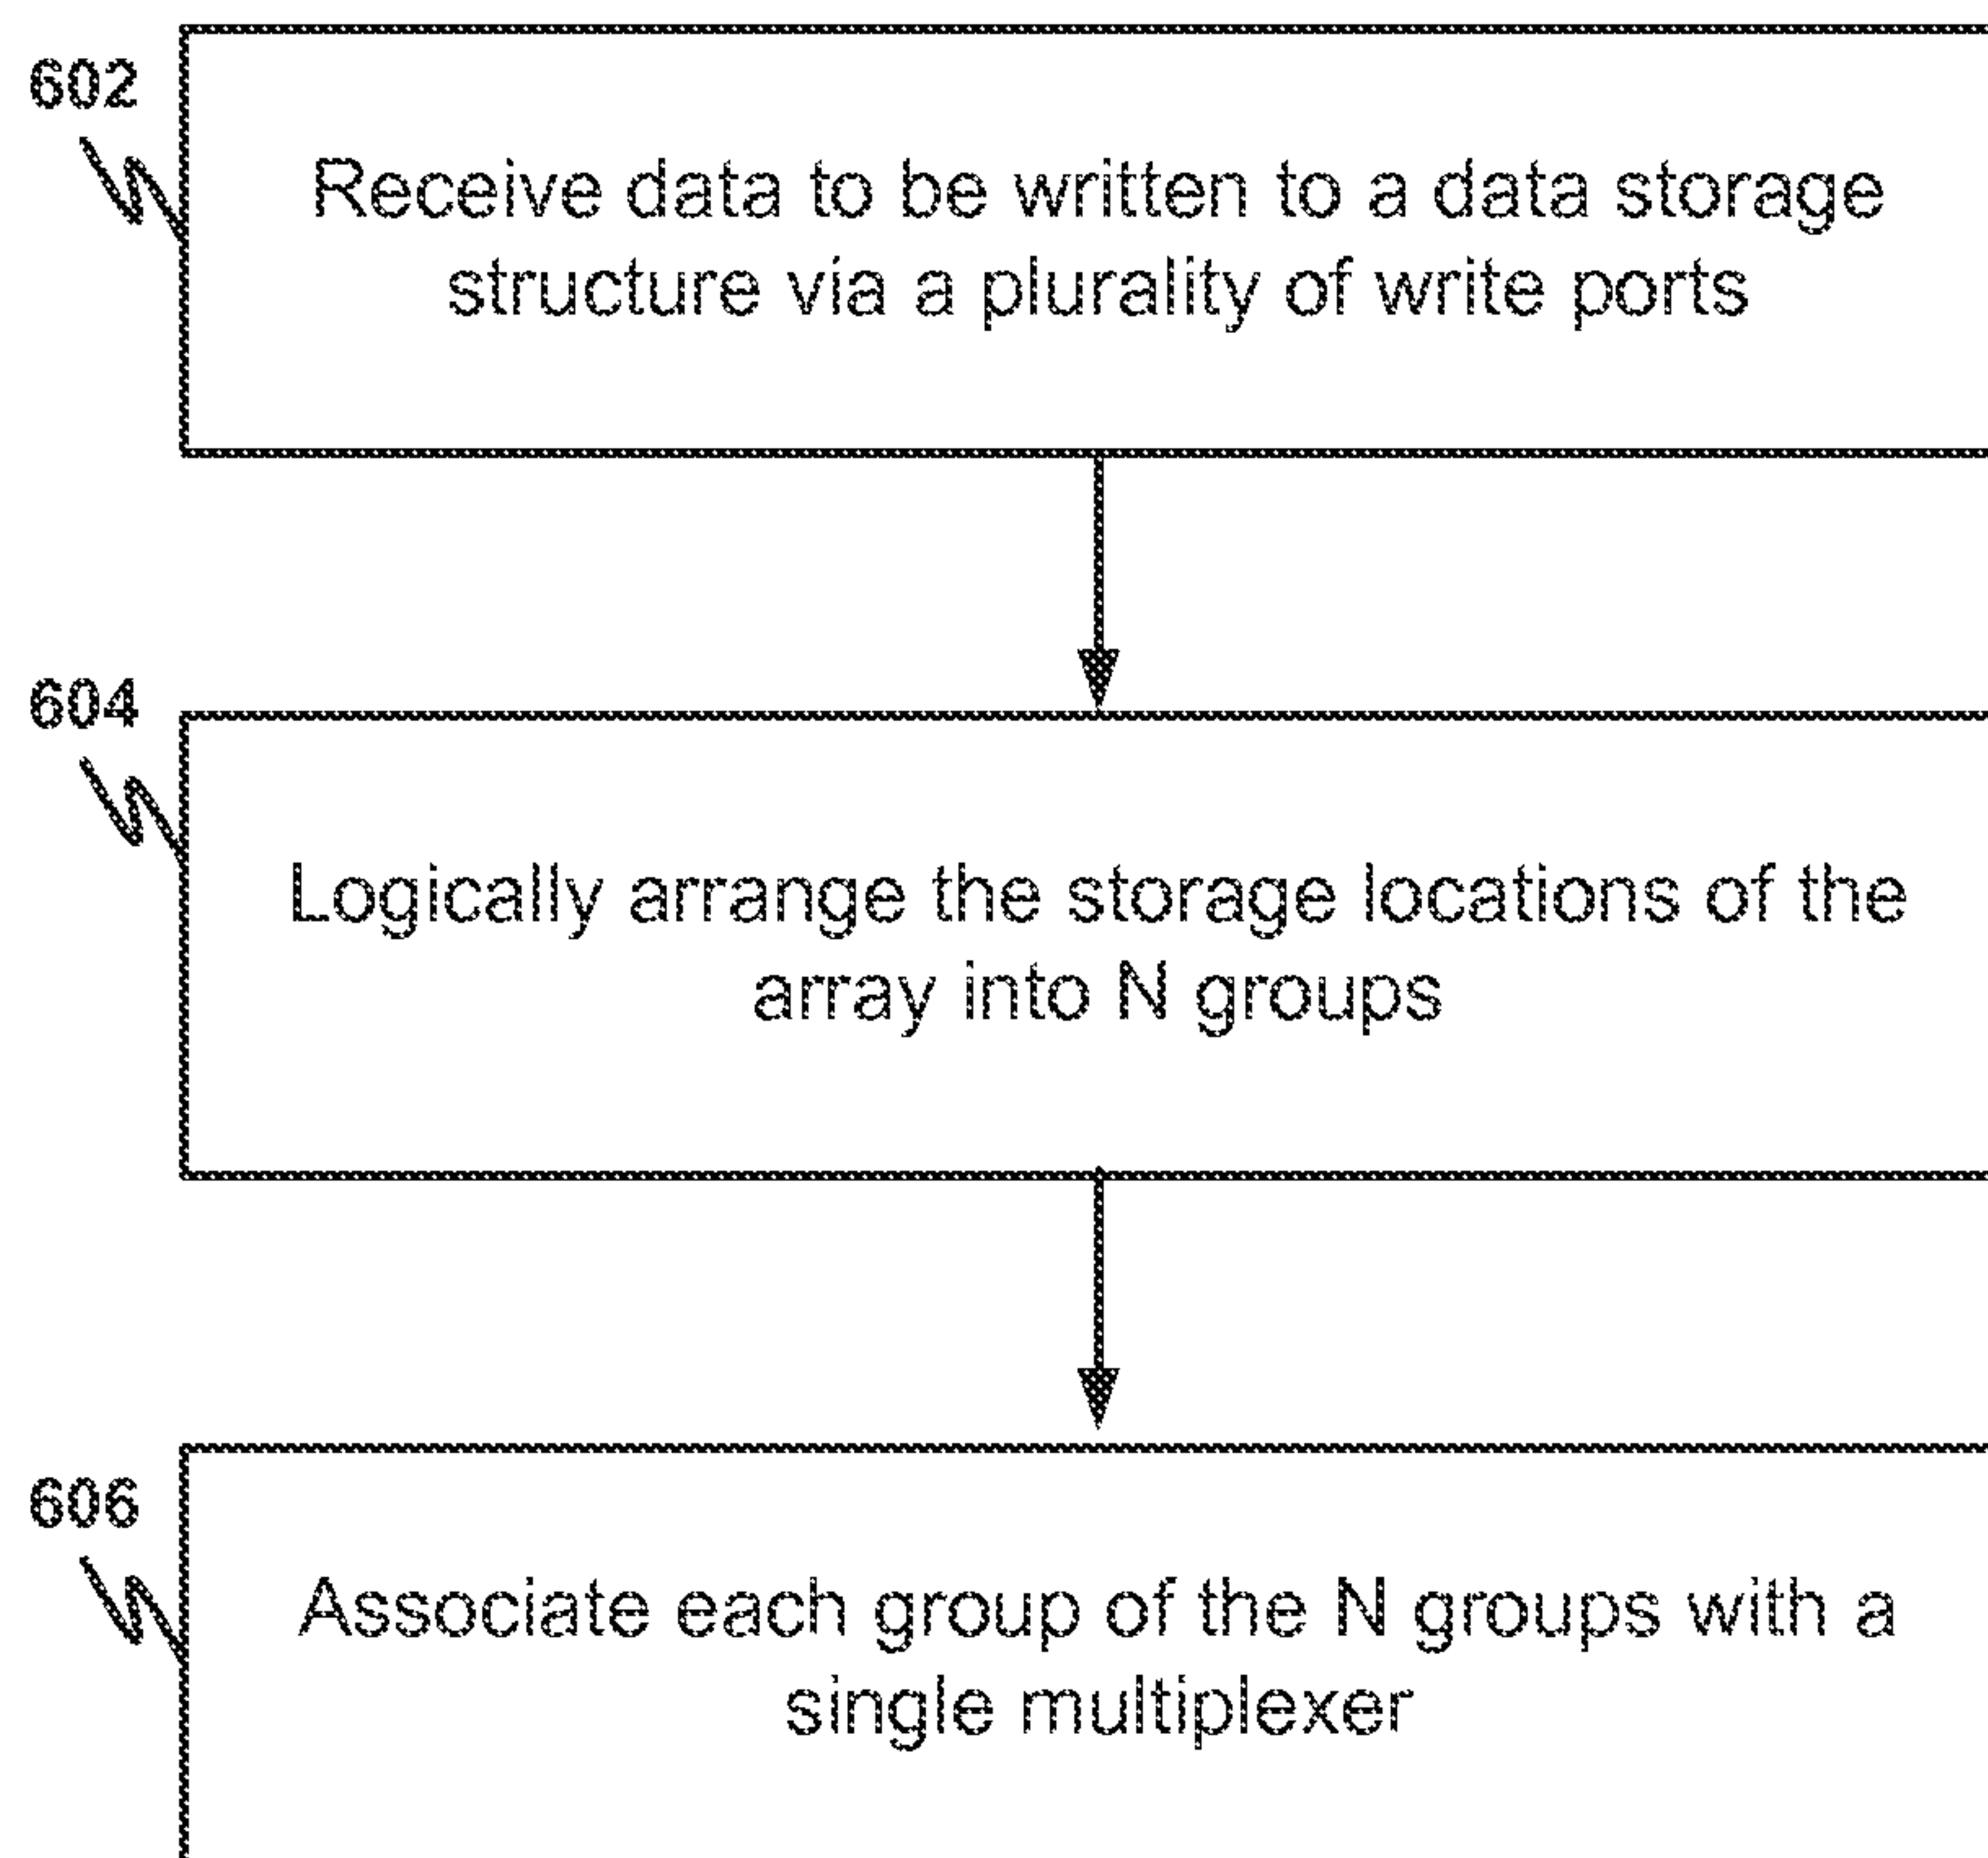 602
Receive data to be written to a data storage
structure via a plurality of write ports
604
Logically arrange the storage locations of the
array into N groups
606
Associate each group of the N groups with a
single multiplexer